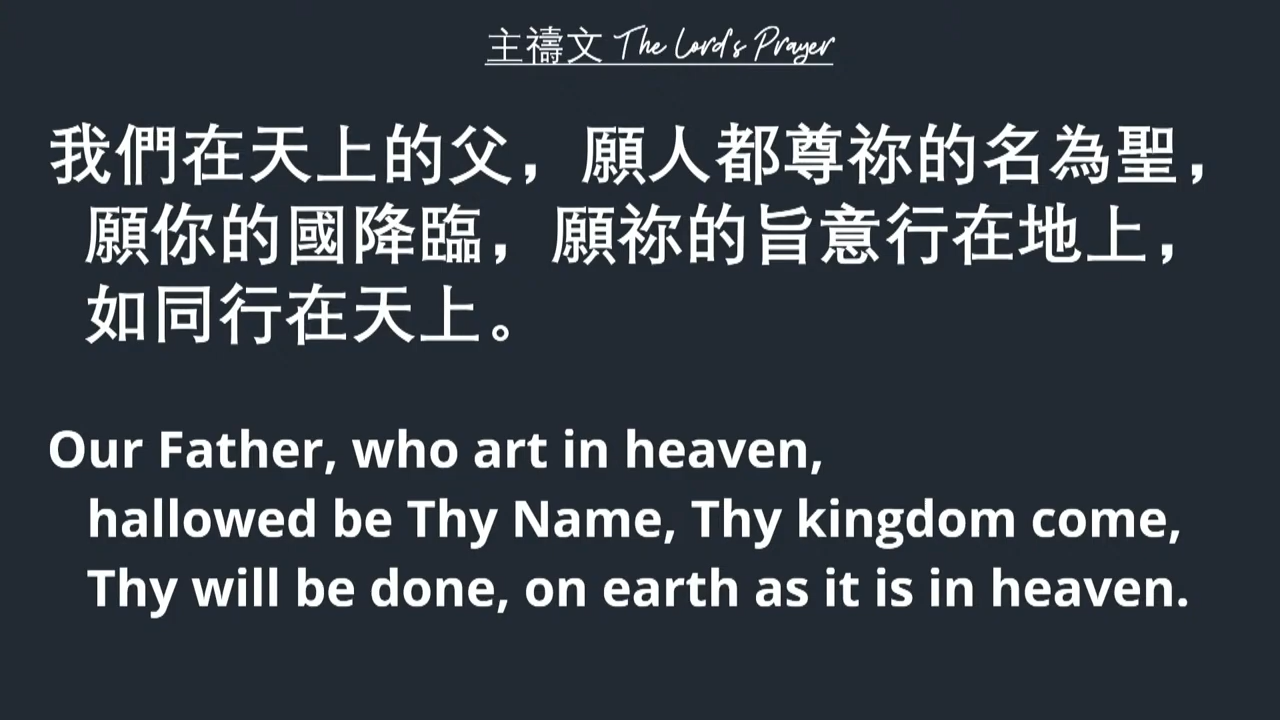 主禱文 The Lord's Prayer
我們在天上的父，願人都尊祢的名為聖，
願你的國降臨，願祢的旨意行在地上，
如同行在天上。
Our Father, who art in heaven,
hallowed be Thy Name, Thy kingdom come,
Thy will be done, on earth as it is in heaven.